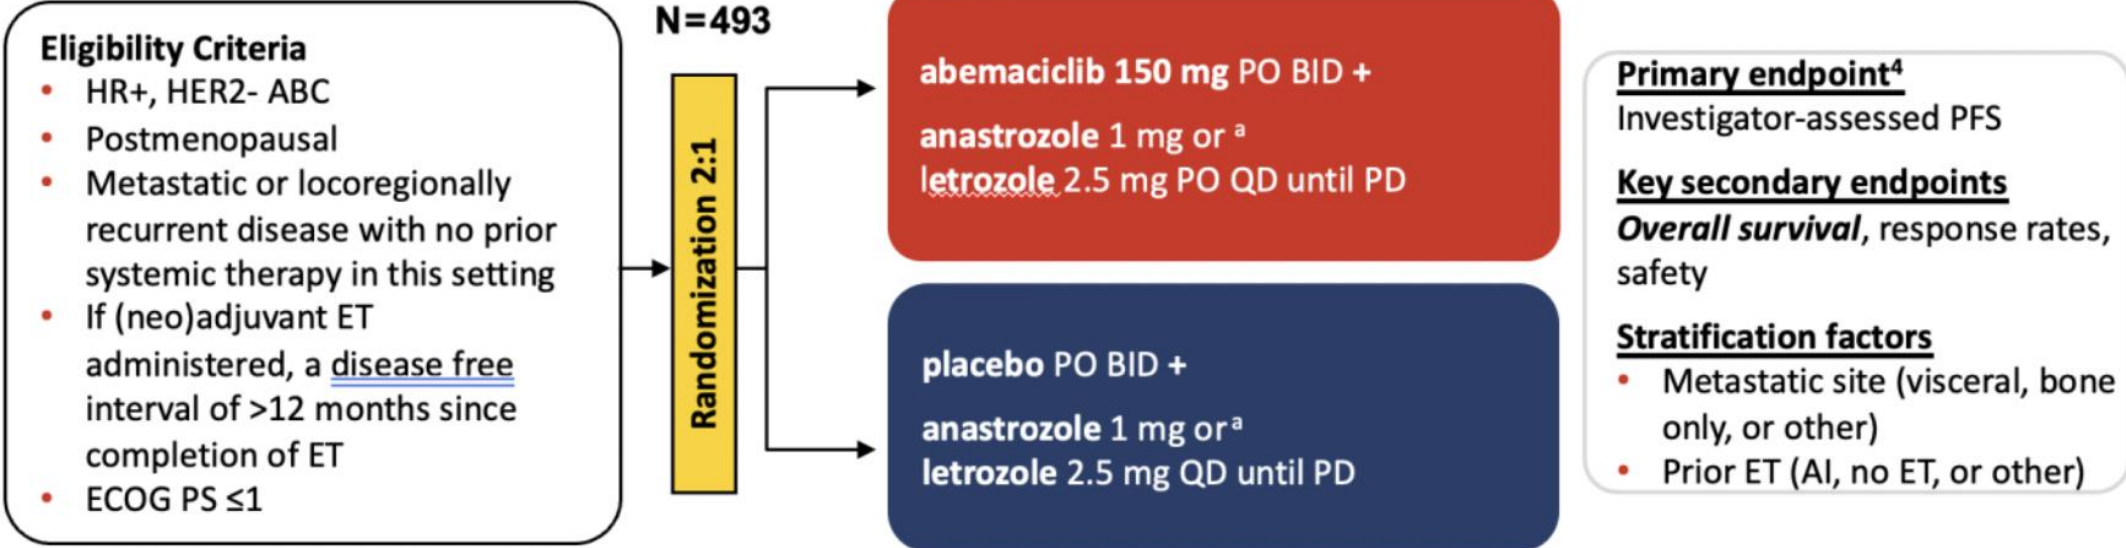 Eligibility Criteria
• HR+, HER2- ABC
• Postmenopausal
• Metastatic or locoregionally
recurrent disease with no prior
systemic therapy in this setting
• If (neo)adjuvant ET
administered, a disease free
interval of >12 months since
completion of ET
• ECOG PS ≤1
N=493
Randomization 2:1
abemaciclib 150 mg PO BID +
anastrozole 1 mg or a
letrozole 2.5 mg PO QD until PD
placebo PO BID +
anastrozole 1 mg or a
letrozole 2.5 mg QD until PD
Primary endpoint4
Investigator-assessed PFS
Key secondary endpoints
Overall survival, response rates,
safety
Stratification factors
• Metastatic site (visceral, bone
only, or other)
• Prior ET (AI, no ET, or other)